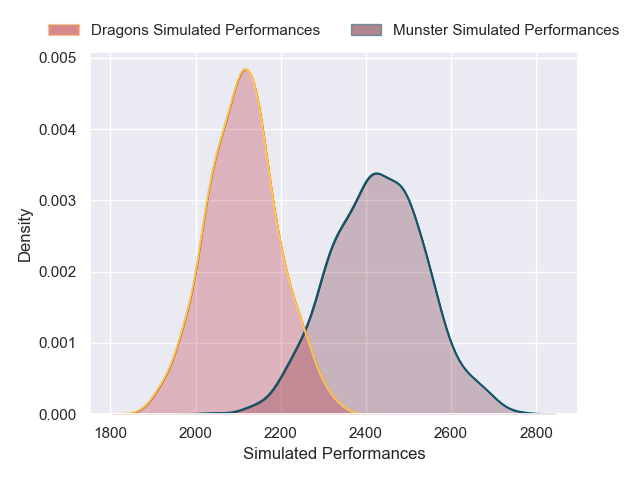 Dragons Simulated Performances Munster Simulated Performances
0.005
0.004
0.003
0.002
0.001
0.000
Density
1800 2000 2200 2400 2600 2800
Simulated Performances